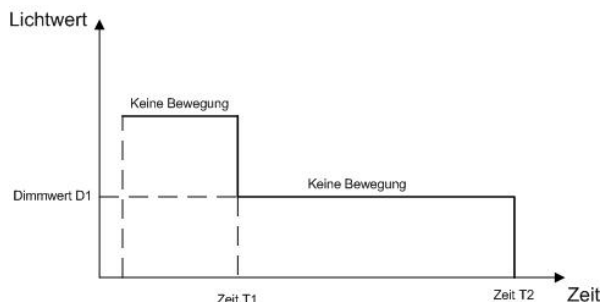 Lichtwert
Keine Bewegung
Keine Bewegung
Dimmwert D1
Zeit T1
Zeit T2
Zeit